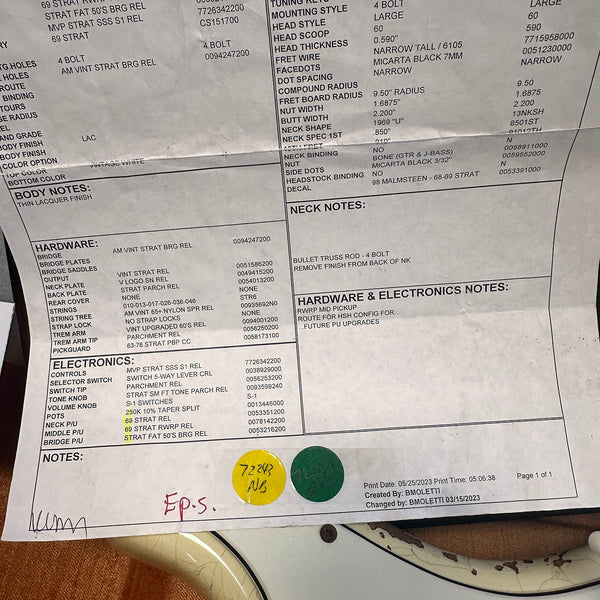 69 STRAT RWRP REL
STRAT FAT 50'S BRG REL 7726342200
MVP STRAT SSS S1 REL CS151700
69 STRAT
4 BOLT 4 BOLT
AM VINT STRAT BRG REL 0094247200
LAC
VINTAGE WHITE
BODY FINISH
COLOR OPTION
TOP COLOR
BOTTOM COLOR
BODY NOTES:
THIN LACQUER FINISH
TUNING KEYS
MOUNTING STYLE 4 BOLT LARGE
HEAD STYLE LARGE 60
HEAD SCOOP 60 590
HEAD THICKNESS 0.590" 7715958000
FRET WIRE NARROW TALL / 6105 0051230000
FACEDOTS MICARTA BLACK 7MM NARROW
DOT SPACING NARROW
COMPOUND RADIUS 9.50
FRET BOARD RADIUS 9.50" RADIUS 1.6875
NUT WIDTH 1.6875" 2.200
BUTT WIDTH 2.200" 13NKSH
NECK SHAPE 1969 "U" 8501ST
NECK SPEC 1ST .850"
NECK BINDING NO N
NUT BONE (GTR & J-BASS) 0058911000
SIDE DOTS MICARTA BLACK 3/32" 0059552000
HEADSTOCK BINDING NO N
DECAL 98 MALMSTEEN - 68-69 STRAT 0053391000
NECK NOTES:
BULLET TRUSS ROD - 4 BOLT
REMOVE FINISH FROM BACK OF NK
HARDWARE:
BRIDGE AM VINT STRAT BRG REL 0094247200
BRIDGE PLATES
BRIDGE SADDLES 0051586200
OUTPUT VINT STRAT REL 0049415200
NECK PLATE V LOGO SN REL 0054013200
BACK PLATE STRAT PARCH REL NONE
REAR COVER NONE
STRINGS 010-013-017-026-036-046 STR6
STRING TREE AM VINT 65+ NYLON SPR REL 00935692N0
STRAP LOCK NO STRAP LOCKS NONE
TREM ARM VINT UPGRADED 60'S REL 0094001200
TREM ARM TIP PARCHMENT REL 0056250200
PICKGUARD 63-76 STRAT PBP CC 0058173100
HARDWARE & ELECTRONICS NOTES:
RWRP MID PICKUP
ROUTE FOR HSH CONFIG FOR
...FUTURE PU UPGRADES
ELECTRONICS:
CONTROLS MVP STRAT SSS S1 REL 7726342200
SELECTOR SWITCH SWITCH 5-WAY LEVER CRL 0038929000
SWITCH TIP PARCHMENT REL 0056253200
TONE KNOB STRAT SM FT TONE PARCH REL 0093599240
VOLUME KNOB S-1 SWITCHES S-1
POTS 250K 10% TAPER SPLIT 0013446000
NECK P/U 69 STRAT REL 0053351200
MIDDLE P/U 69 STRAT RWRP REL 0078142200
BRIDGE P/U STRAT FAT 50'S BRG REL 0053216200
NOTES:
72243
NB
Ep.s.
Print Date: 05/25/2023 Print Time: 05:06:38 Page 1 of 1
Created By: BMOLETTI
Changed by: BMOLETTI 03/15/2023